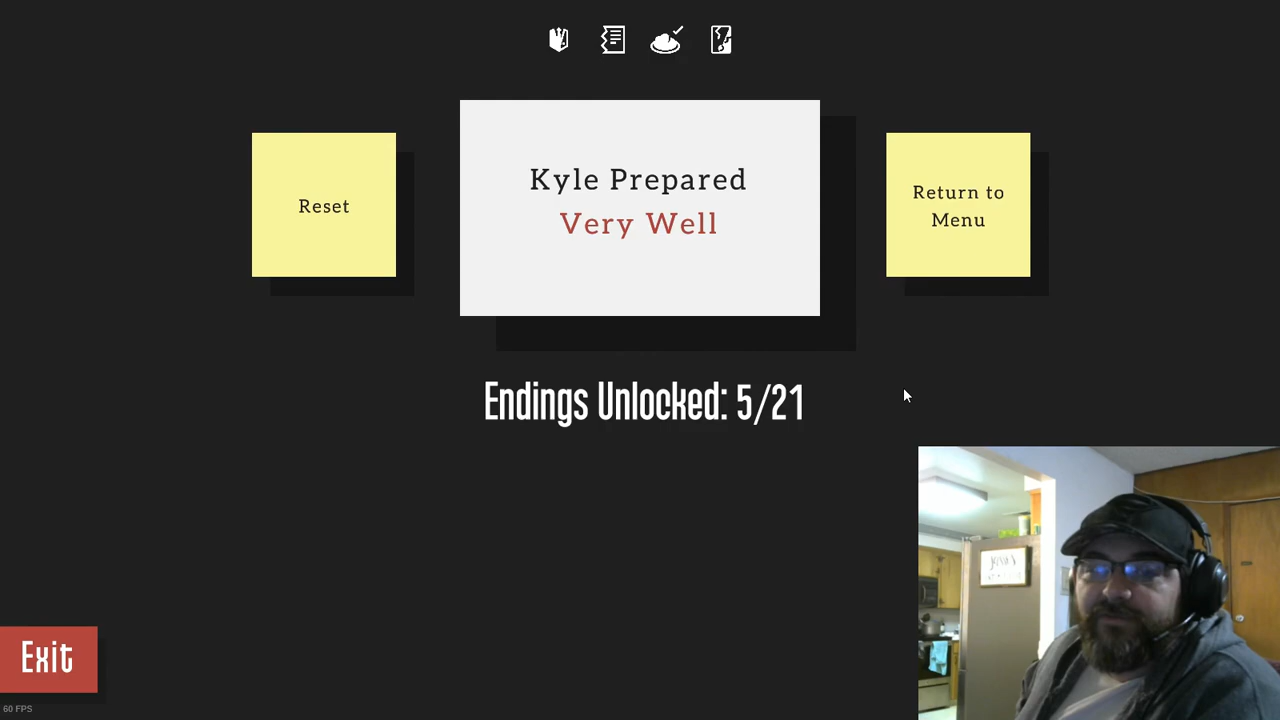 Kyle Prepared
Very Well
Reset
Return to
Menu
Endings Unlocked: 5/21
Exit
60 FPS